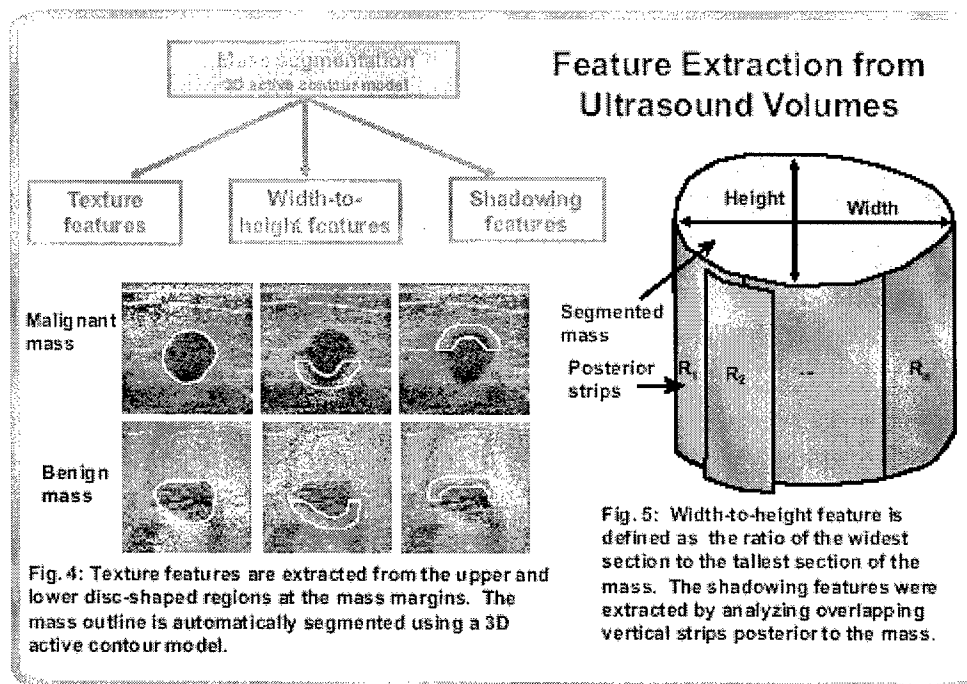 Mass segmentation
3D active contour model
Feature Extraction from
Ultrasound Volumes
Texture
features
Width-to-
height features
Shadowing
features
Height
Width
Segmented
mass
Posterior
strips
R1
R2
...
Rn
Malignant
mass
Benign
mass
Fig. 4: Texture features are extracted from the upper and
lower disc-shaped regions at the mass margins. The
mass outline is automatically segmented using a 3D
active contour model.
Fig. 5: Width-to-height feature is
defined as the ratio of the widest
section to the tallest section of the
mass. The shadowing features were
extracted by analyzing overlapping
vertical strips posterior to the mass.